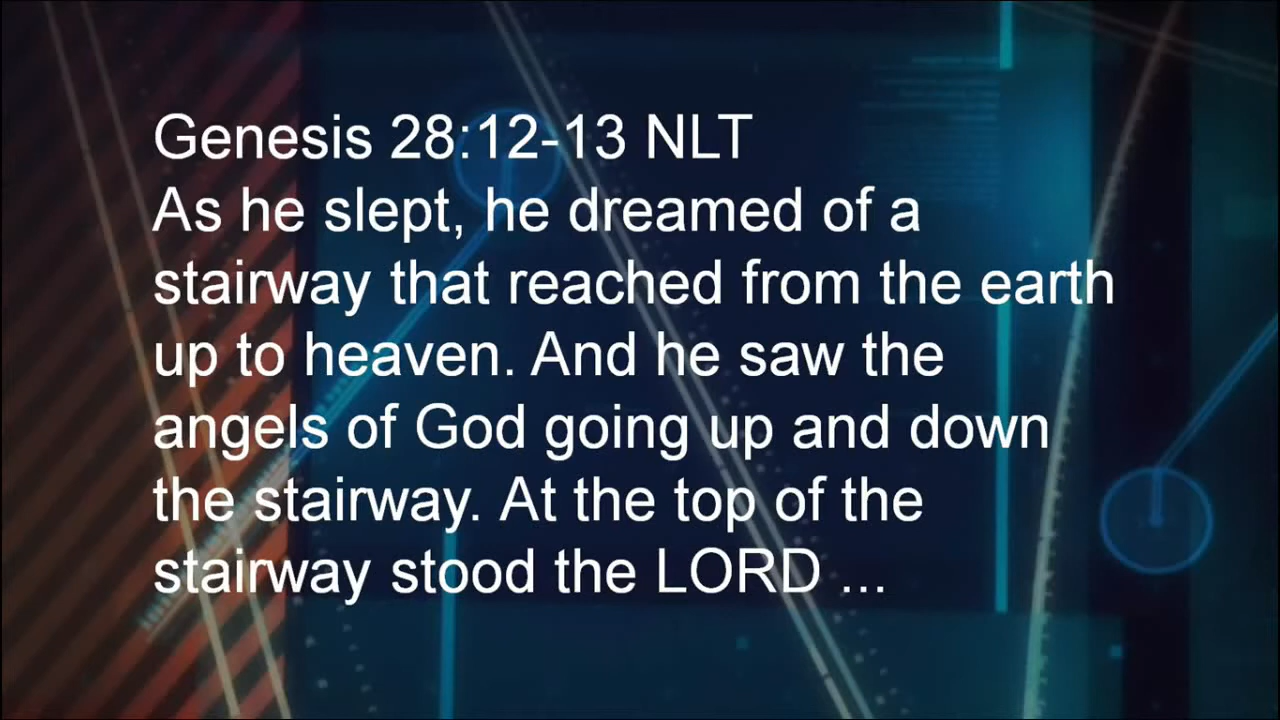 Genesis 28:12-13 NLT
As he slept, he dreamed of a
stairway that reached from the earth
up to heaven. And he saw the
angels of God going up and down
the stairway. At the top of the
stairway stood the LORD ...